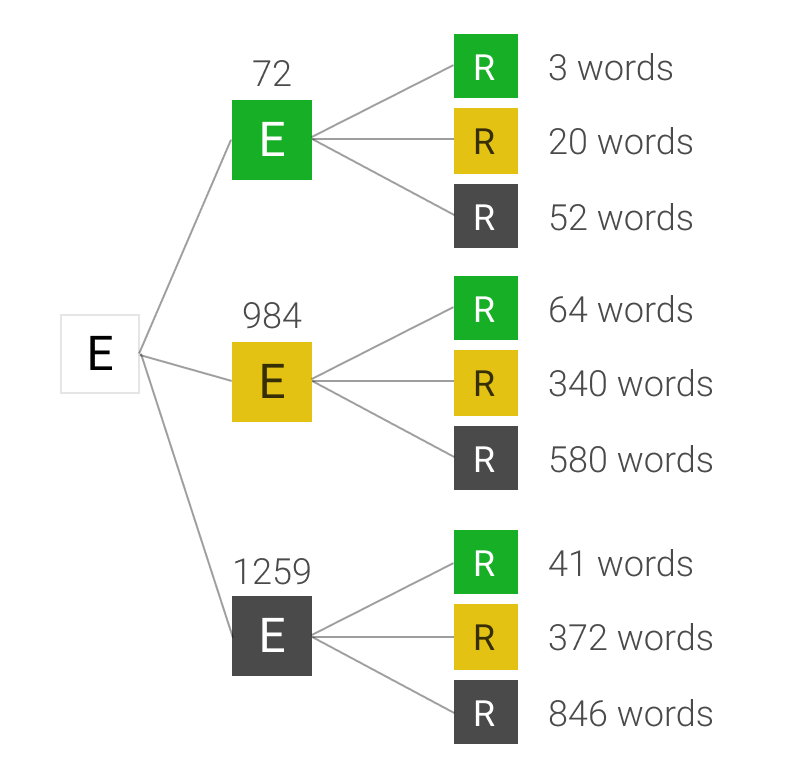 72
E
R 3 words
R 20 words
R 52 words
984
E
E
R 64 words
R 340 words
R 580 words
1259
E
R 41 words
R 372 words
R 846 words